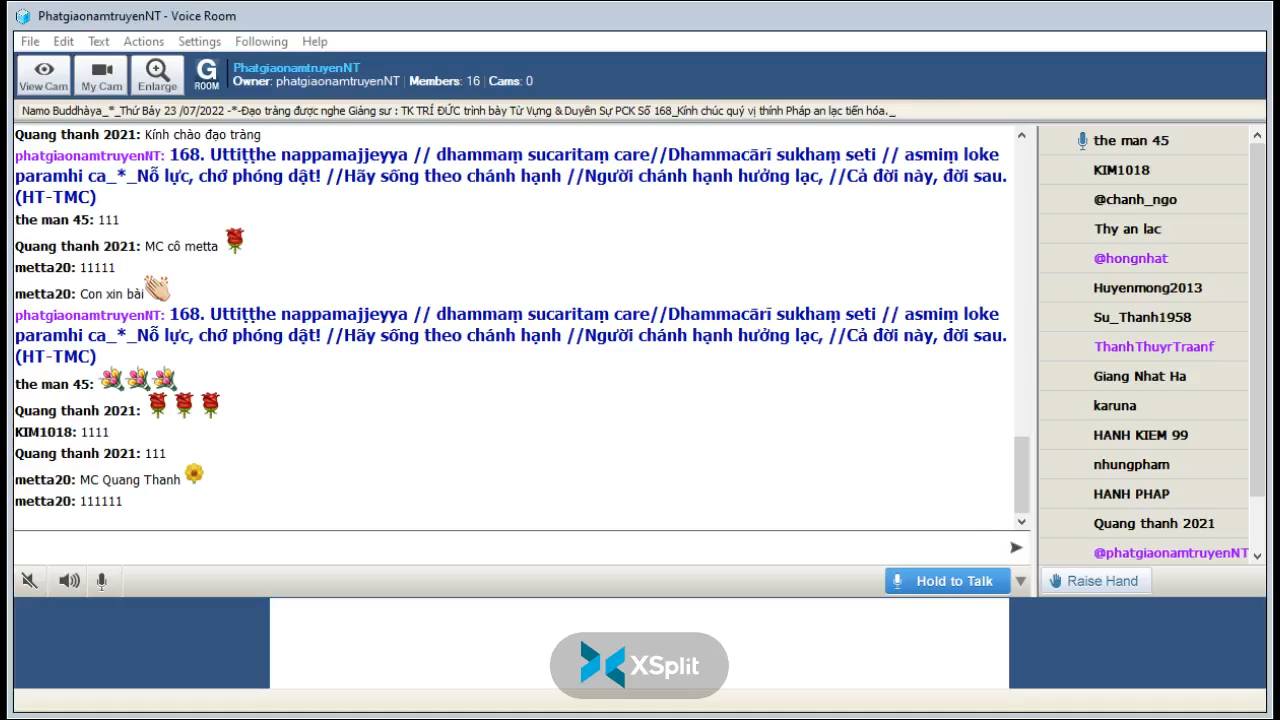 PhatgiaonamtruyenNT - Voice Room
File Edit Text Actions Settings Following Help
View Cam My Cam Enlarge G ROOM
PhatgiaonamtruyenNT
Owner: phatgiaonamtruyenNT | Members: 16 | Cams: 0
Namo Buddhàya_*_Thứ Bảy 23 /07/2022 -*-Đạo tràng được nghe Giảng sư : TK TRÍ ĐỨC trình bày Từ Vựng & Duyên Sự PCK Số 168_Kính chúc quý vị thính Pháp an lạc tiến hóa._
Quang thanh 2021: Kính chào đạo tràng
phatgiaonamtruyenNT: 168. Uttiṭṭhe nappamajjeyya // dhammaṃ sucaritaṃ care//Dhammacārī sukhaṃ seti // asmiṃ loke
paramhi ca_*_Nỗ lực, chớ phóng dật! //Hãy sống theo chánh hạnh //Người chánh hạnh hưởng lạc, //Cả đời này, đời sau.
(HT-TMC)
the man 45: 111
Quang thanh 2021: MC cô metta
metta20: 11111
metta20: Con xin bài
phatgiaonamtruyenNT: 168. Uttiṭṭhe nappamajjeyya // dhammaṃ sucaritaṃ care//Dhammacārī sukhaṃ seti // asmiṃ loke
paramhi ca_*_Nỗ lực, chớ phóng dật! //Hãy sống theo chánh hạnh //Người chánh hạnh hưởng lạc, //Cả đời này, đời sau.
(HT-TMC)
the man 45:
Quang thanh 2021:
KIM1018: 1111
Quang thanh 2021: 111
metta20: MC Quang Thanh
metta20: 111111
the man 45
KIM1018
@chanh_ngo
Thy an lac
@hongnhat
Huyenmong2013
Su_Thanh1958
ThanhThuyrTraanf
Giang Nhat Ha
karuna
HANH KIEM 99
nhungpham
HANH PHAP
Quang thanh 2021
@phatgiaonamtruyenNT
Hold to Talk
Raise Hand
XSplit